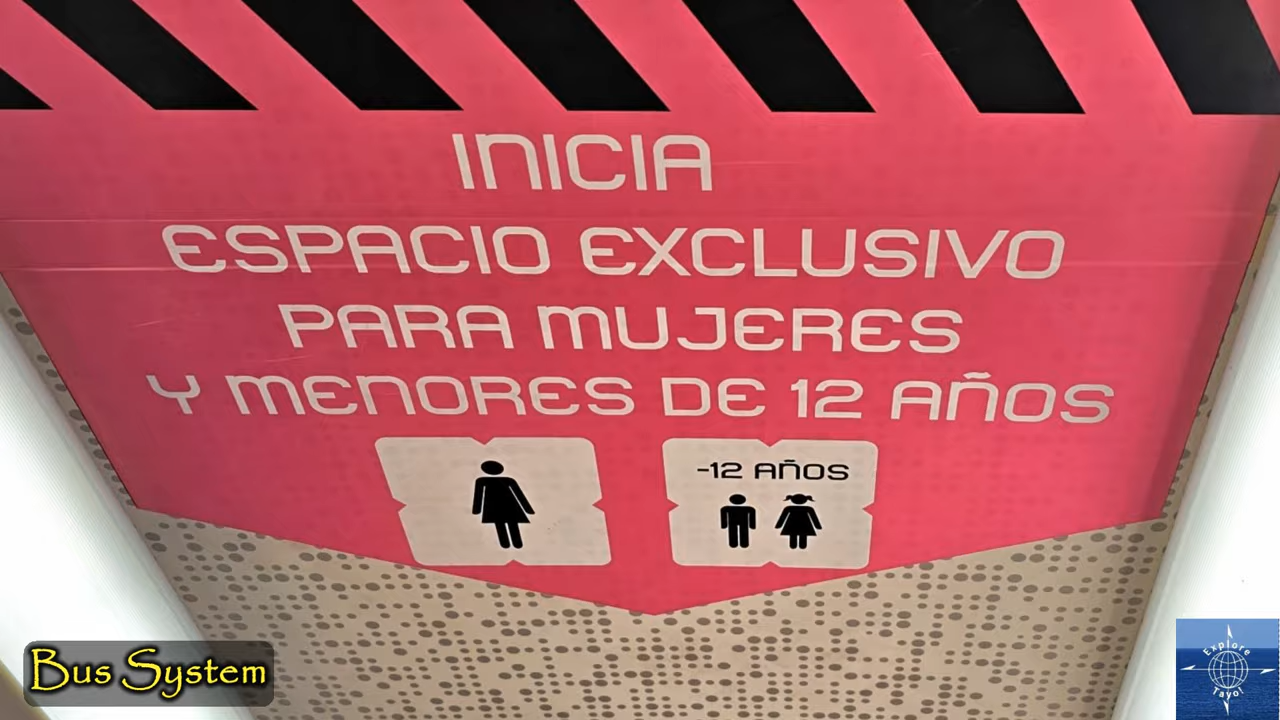 INICIA
ESPACIO EXCLUSIVO
PARA MUJERES
Y MENORES DE 12 AÑOS
-12 AÑOS
Bus System
Explore
Tayo!